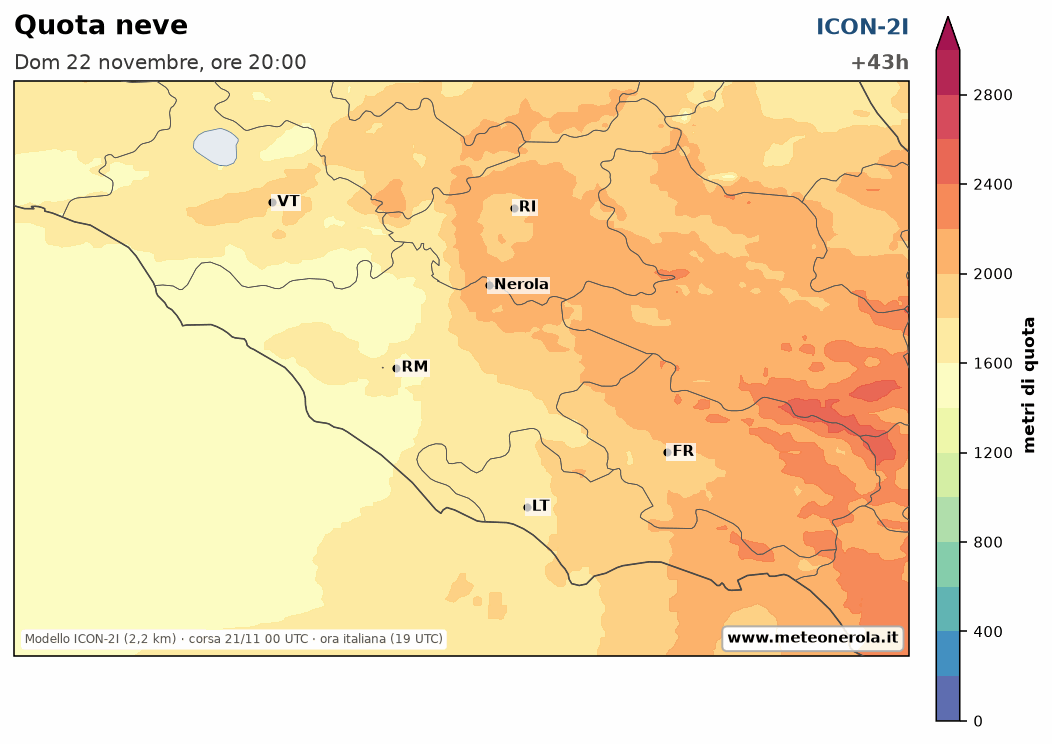 Quota neve
ICON-2I
Dom 22 novembre, ore 20:00
+43h
2800
2400
2000
1600
1200
800
400
0
metri di quota
VT
RI
Nerola
RM
FR
LT
Modello ICON-2I (2,2 km) · corsa 21/11 00 UTC · ora italiana (19 UTC)
www.meteonerola.it